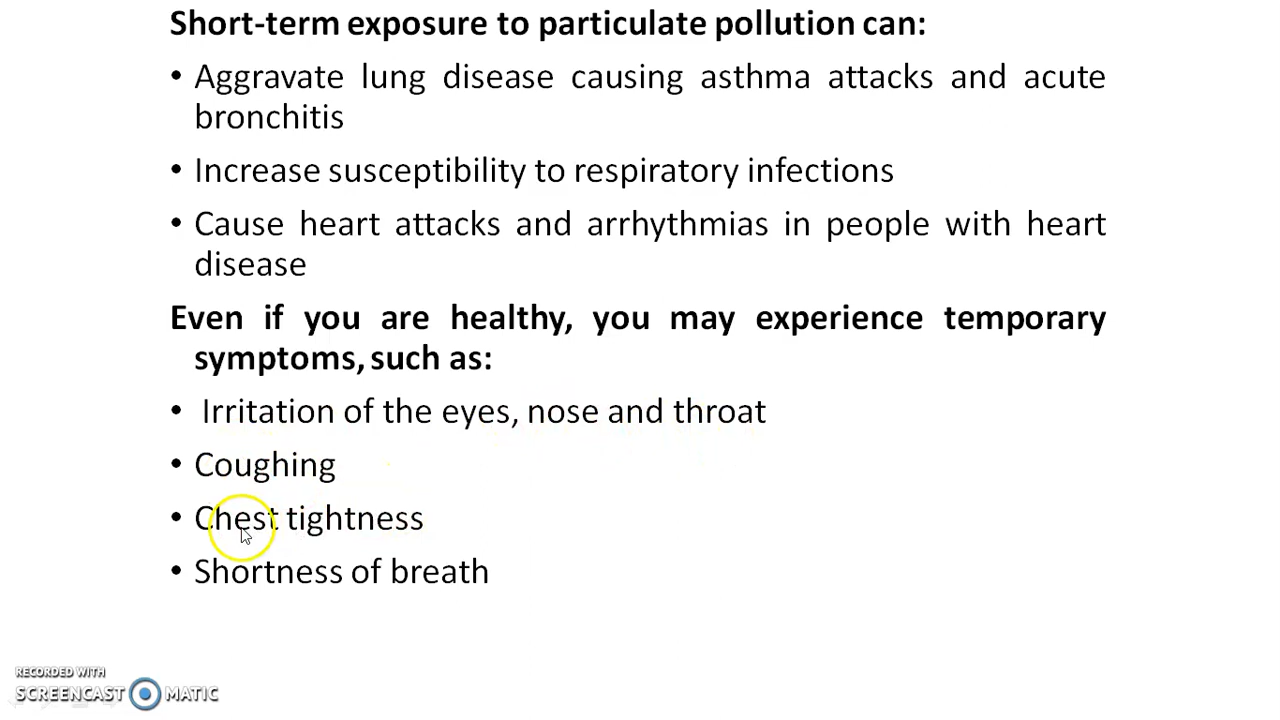 Short-term exposure to particulate pollution can:
• Aggravate lung disease causing asthma attacks and acute
bronchitis
• Increase susceptibility to respiratory infections
• Cause heart attacks and arrhythmias in people with heart
disease
Even if you are healthy, you may experience temporary
symptoms, such as:
• Irritation of the eyes, nose and throat
• Coughing
• Chest tightness
• Shortness of breath
RECORDED WITH
SCREENCAST MATIC